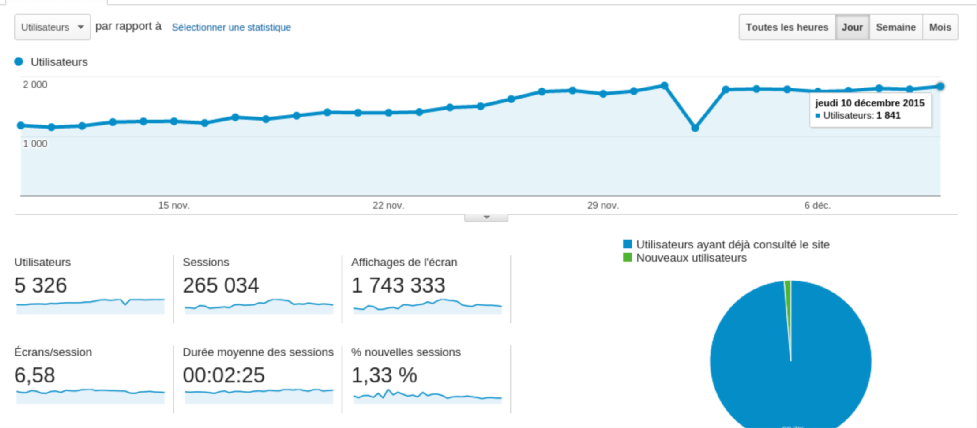 Utilisateurs par rapport à Sélectionner une statistique
Toutes les heures Jour Semaine Mois
Utilisateurs
2 000
jeudi 10 décembre 2015
Utilisateurs: 1 841
1 000
15 nov. 22 nov. 29 nov. 6 déc.
Utilisateurs ayant déjà consulté le site
Nouveaux utilisateurs
Utilisateurs Sessions Affichages de l'écran
5 326 265 034 1 743 333
Écrans/session Durée moyenne des sessions % nouvelles sessions
6,58 00:02:25 1,33 %